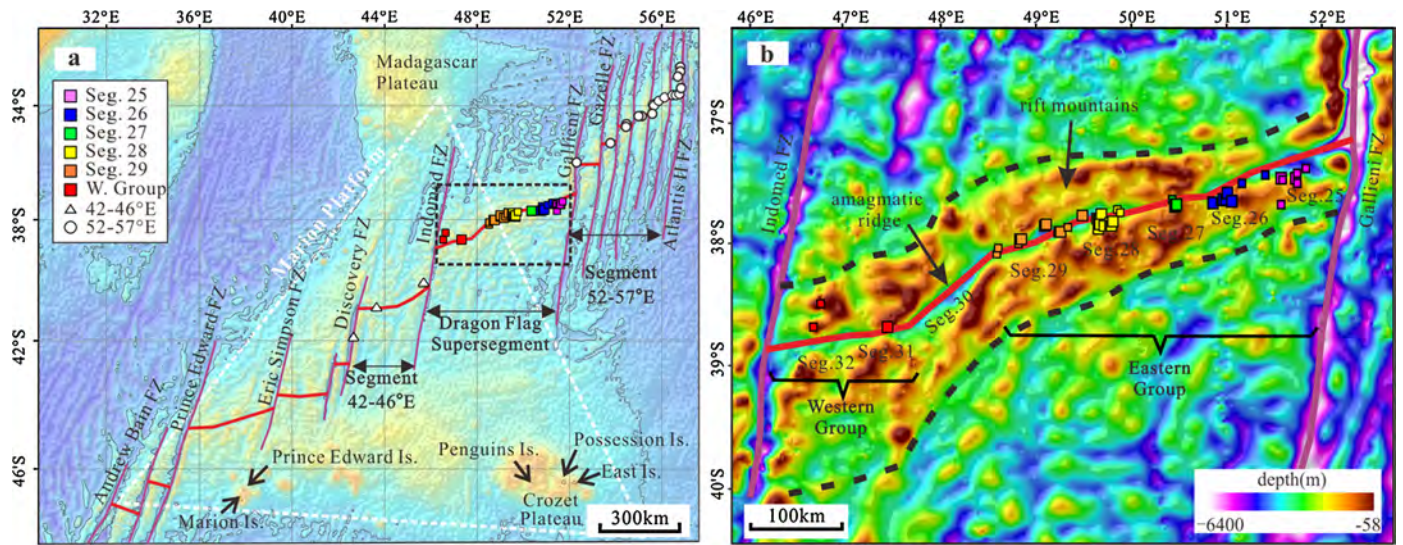 32°E 36°E 40°E 44°E 48°E 52°E 56°E
a
Seg. 25
Seg. 26
Seg. 27
Seg. 28
Seg. 29
W. Group
42-46°E
52-57°E
34°S
38°S
42°S
46°S
Madagascar
Plateau
Marion Platform
Indomed FZ
Gallieni FZ
Gazelle FZ
Atlantis II FZ
Discovery FZ
Eric Simpson FZ
Prince Edward FZ
Andrew Bain FZ
Segment
52-57°E
Dragon Flag
Supersegment
Segment
42-46°E
Prince Edward Is.
Marion Is.
Penguins Is.
Possession Is.
East Is.
Crozet
Plateau
300km
46°E 47°E 48°E 49°E 50°E 51°E 52°E
b
37°S
38°S
39°S
40°S
rift mountains
Indomed FZ
Gallieni FZ
amagmatic
ridge
Seg.25
Seg.26
Seg.27
Seg.28
Seg.29
Seg.30
Seg.31
Seg.32
Western
Group
Eastern
Group
depth(m)
-6400
-58
100km